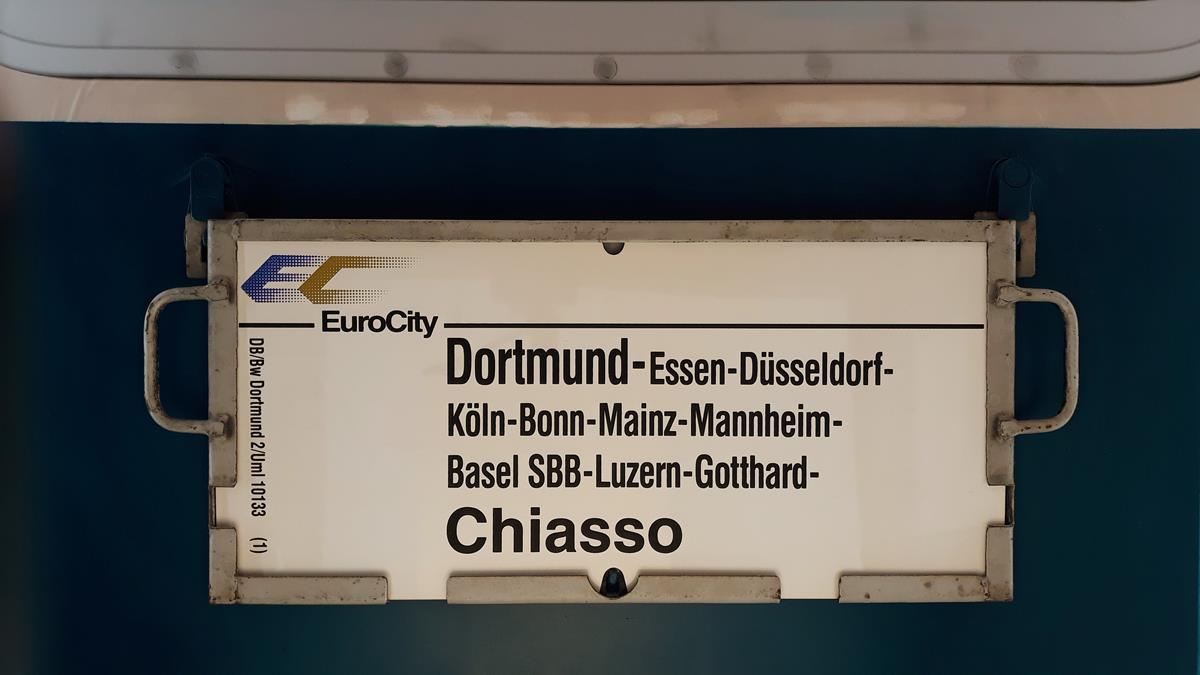 EC
EuroCity
Dortmund-Essen-Düsseldorf-
Köln-Bonn-Mainz-Mannheim-
Basel SBB-Luzern-Gotthard-
Chiasso
DB/Bw Dortmund 2/Uml 10133 (1)